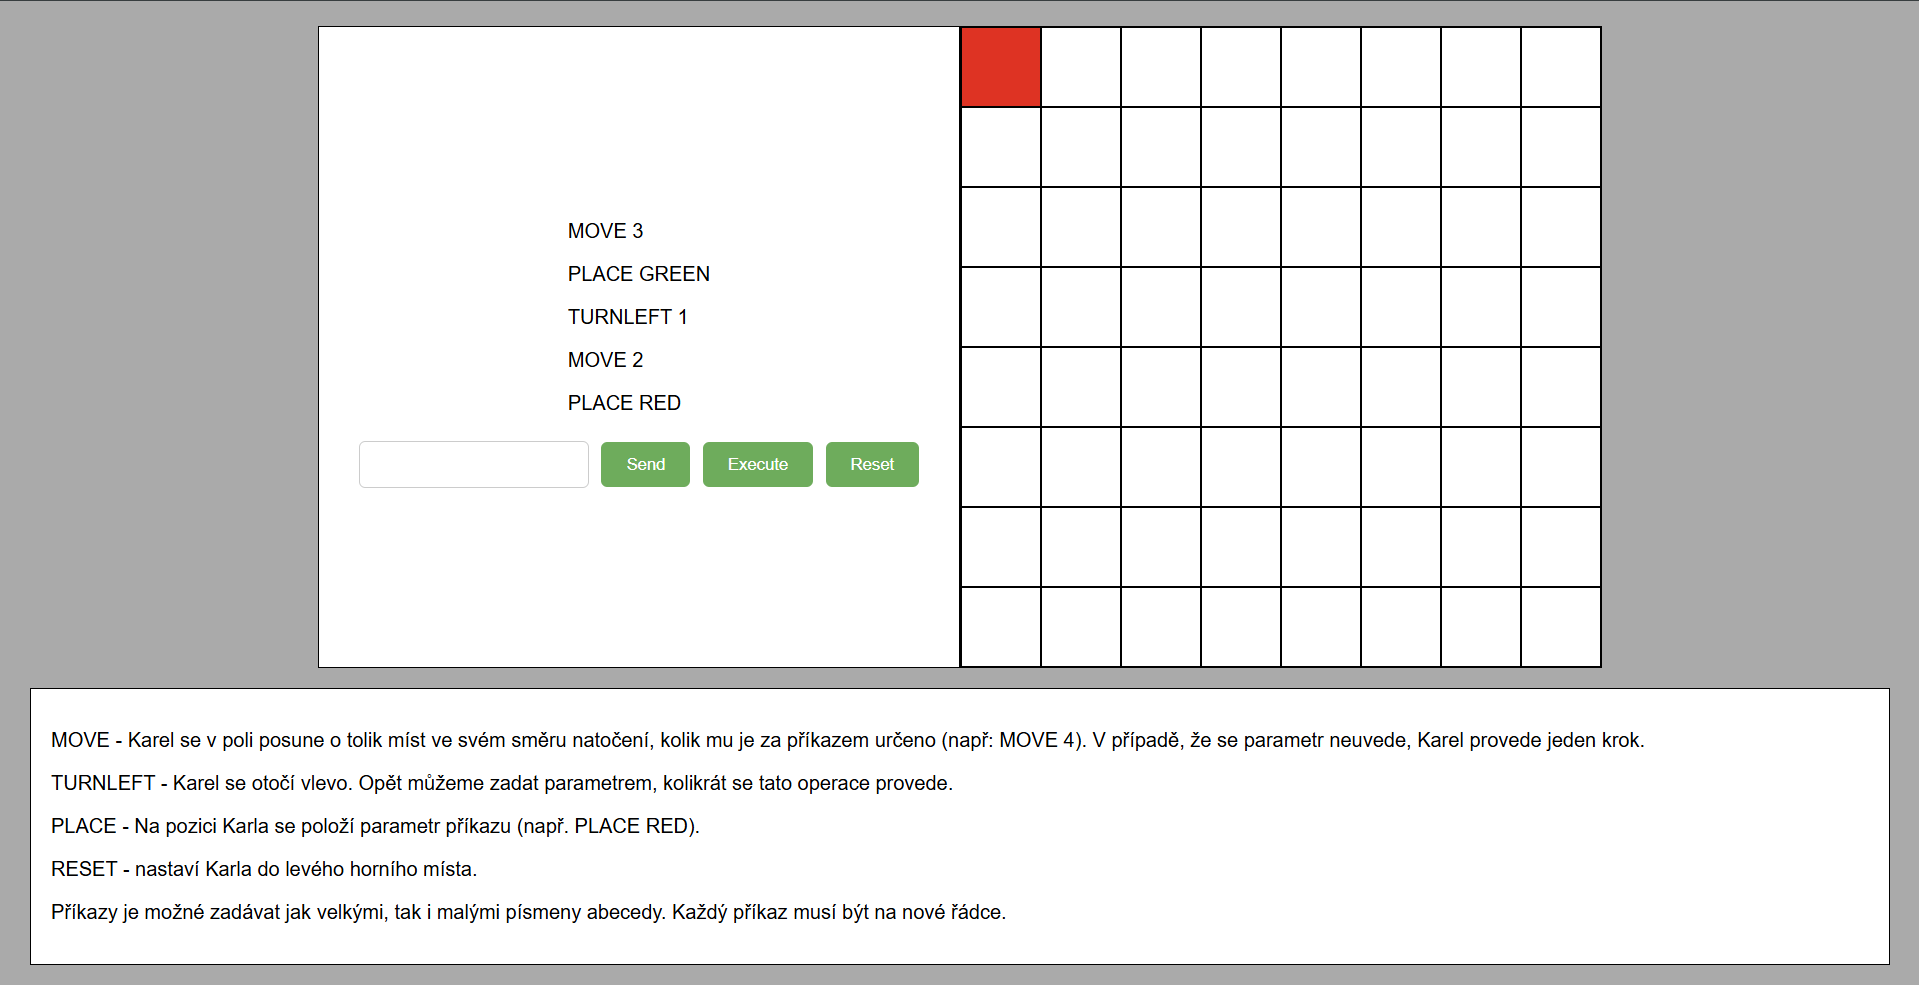 MOVE 3
PLACE GREEN
TURNLEFT 1
MOVE 2
PLACE RED
Send
Execute
Reset
MOVE - Karel se v poli posune o tolik míst ve svém směru natočení, kolik mu je za příkazem určeno (např: MOVE 4). V případě, že se parametr neuvede, Karel provede jeden krok.
TURNLEFT - Karel se otočí vlevo. Opět můžeme zadat parametrem, kolikrát se tato operace provede.
PLACE - Na pozici Karla se položí parametr příkazu (např. PLACE RED).
RESET - nastaví Karla do levého horního místa.
Příkazy je možné zadávat jak velkými, tak i malými písmeny abecedy. Každý příkaz musí být na nové řádce.